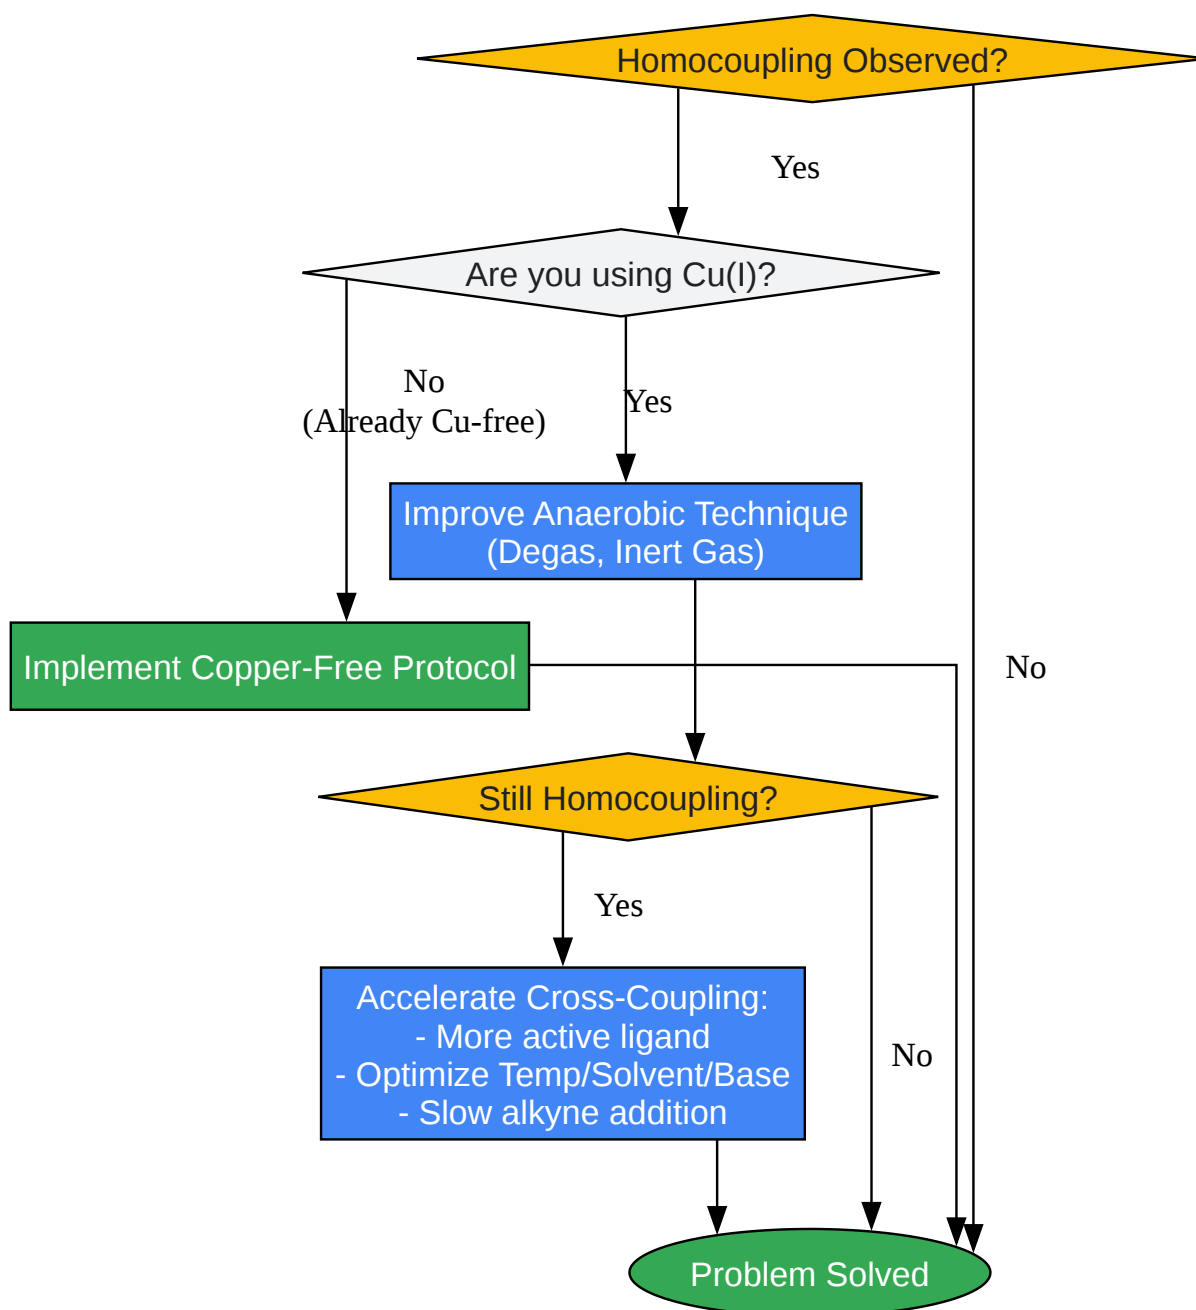 Homocoupling Observed?
Yes
Are you using Cu(I)?
No
(Already Cu-free)
Yes
Improve Anaerobic Technique
(Degas, Inert Gas)
Implement Copper-Free Protocol
No
Still Homocoupling?
Yes
Accelerate Cross-Coupling:
- More active ligand
- Optimize Temp/Solvent/Base
- Slow alkyne addition
No
Problem Solved